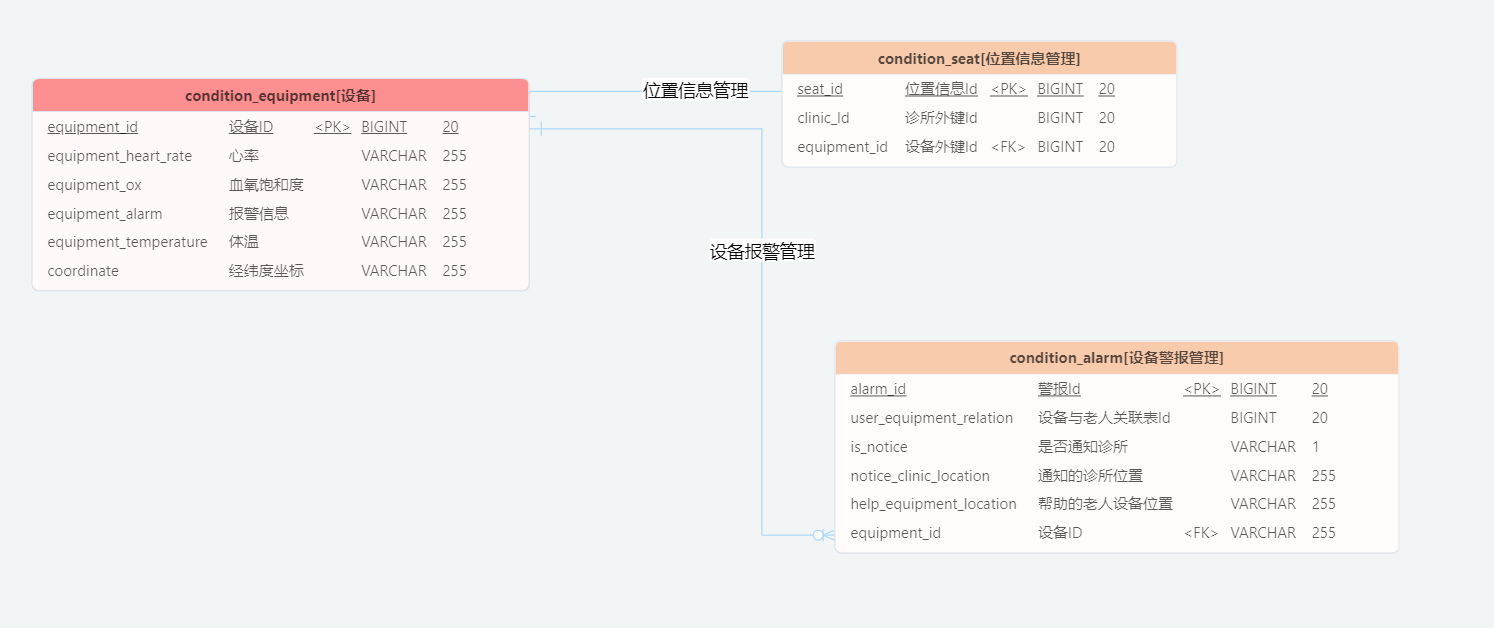 condition_equipment[设备]
equipment_id 设备ID <PK> BIGINT 20
equipment_heart_rate 心率 VARCHAR 255
equipment_ox 血氧饱和度 VARCHAR 255
equipment_alarm 报警信息 VARCHAR 255
equipment_temperature 体温 VARCHAR 255
coordinate 经纬度坐标 VARCHAR 255
位置信息管理
condition_seat[位置信息管理]
seat_id 位置信息Id <PK> BIGINT 20
clinic_Id 诊所外键Id BIGINT 20
equipment_id 设备外键Id <FK> BIGINT 20
设备报警管理
condition_alarm[设备警报管理]
alarm_id 警报Id <PK> BIGINT 20
user_equipment_relation 设备与老人关联表Id BIGINT 20
is_notice 是否通知诊所 VARCHAR 1
notice_clinic_location 通知的诊所位置 VARCHAR 255
help_equipment_location 帮助的老人设备位置 VARCHAR 255
equipment_id 设备ID <FK> VARCHAR 255